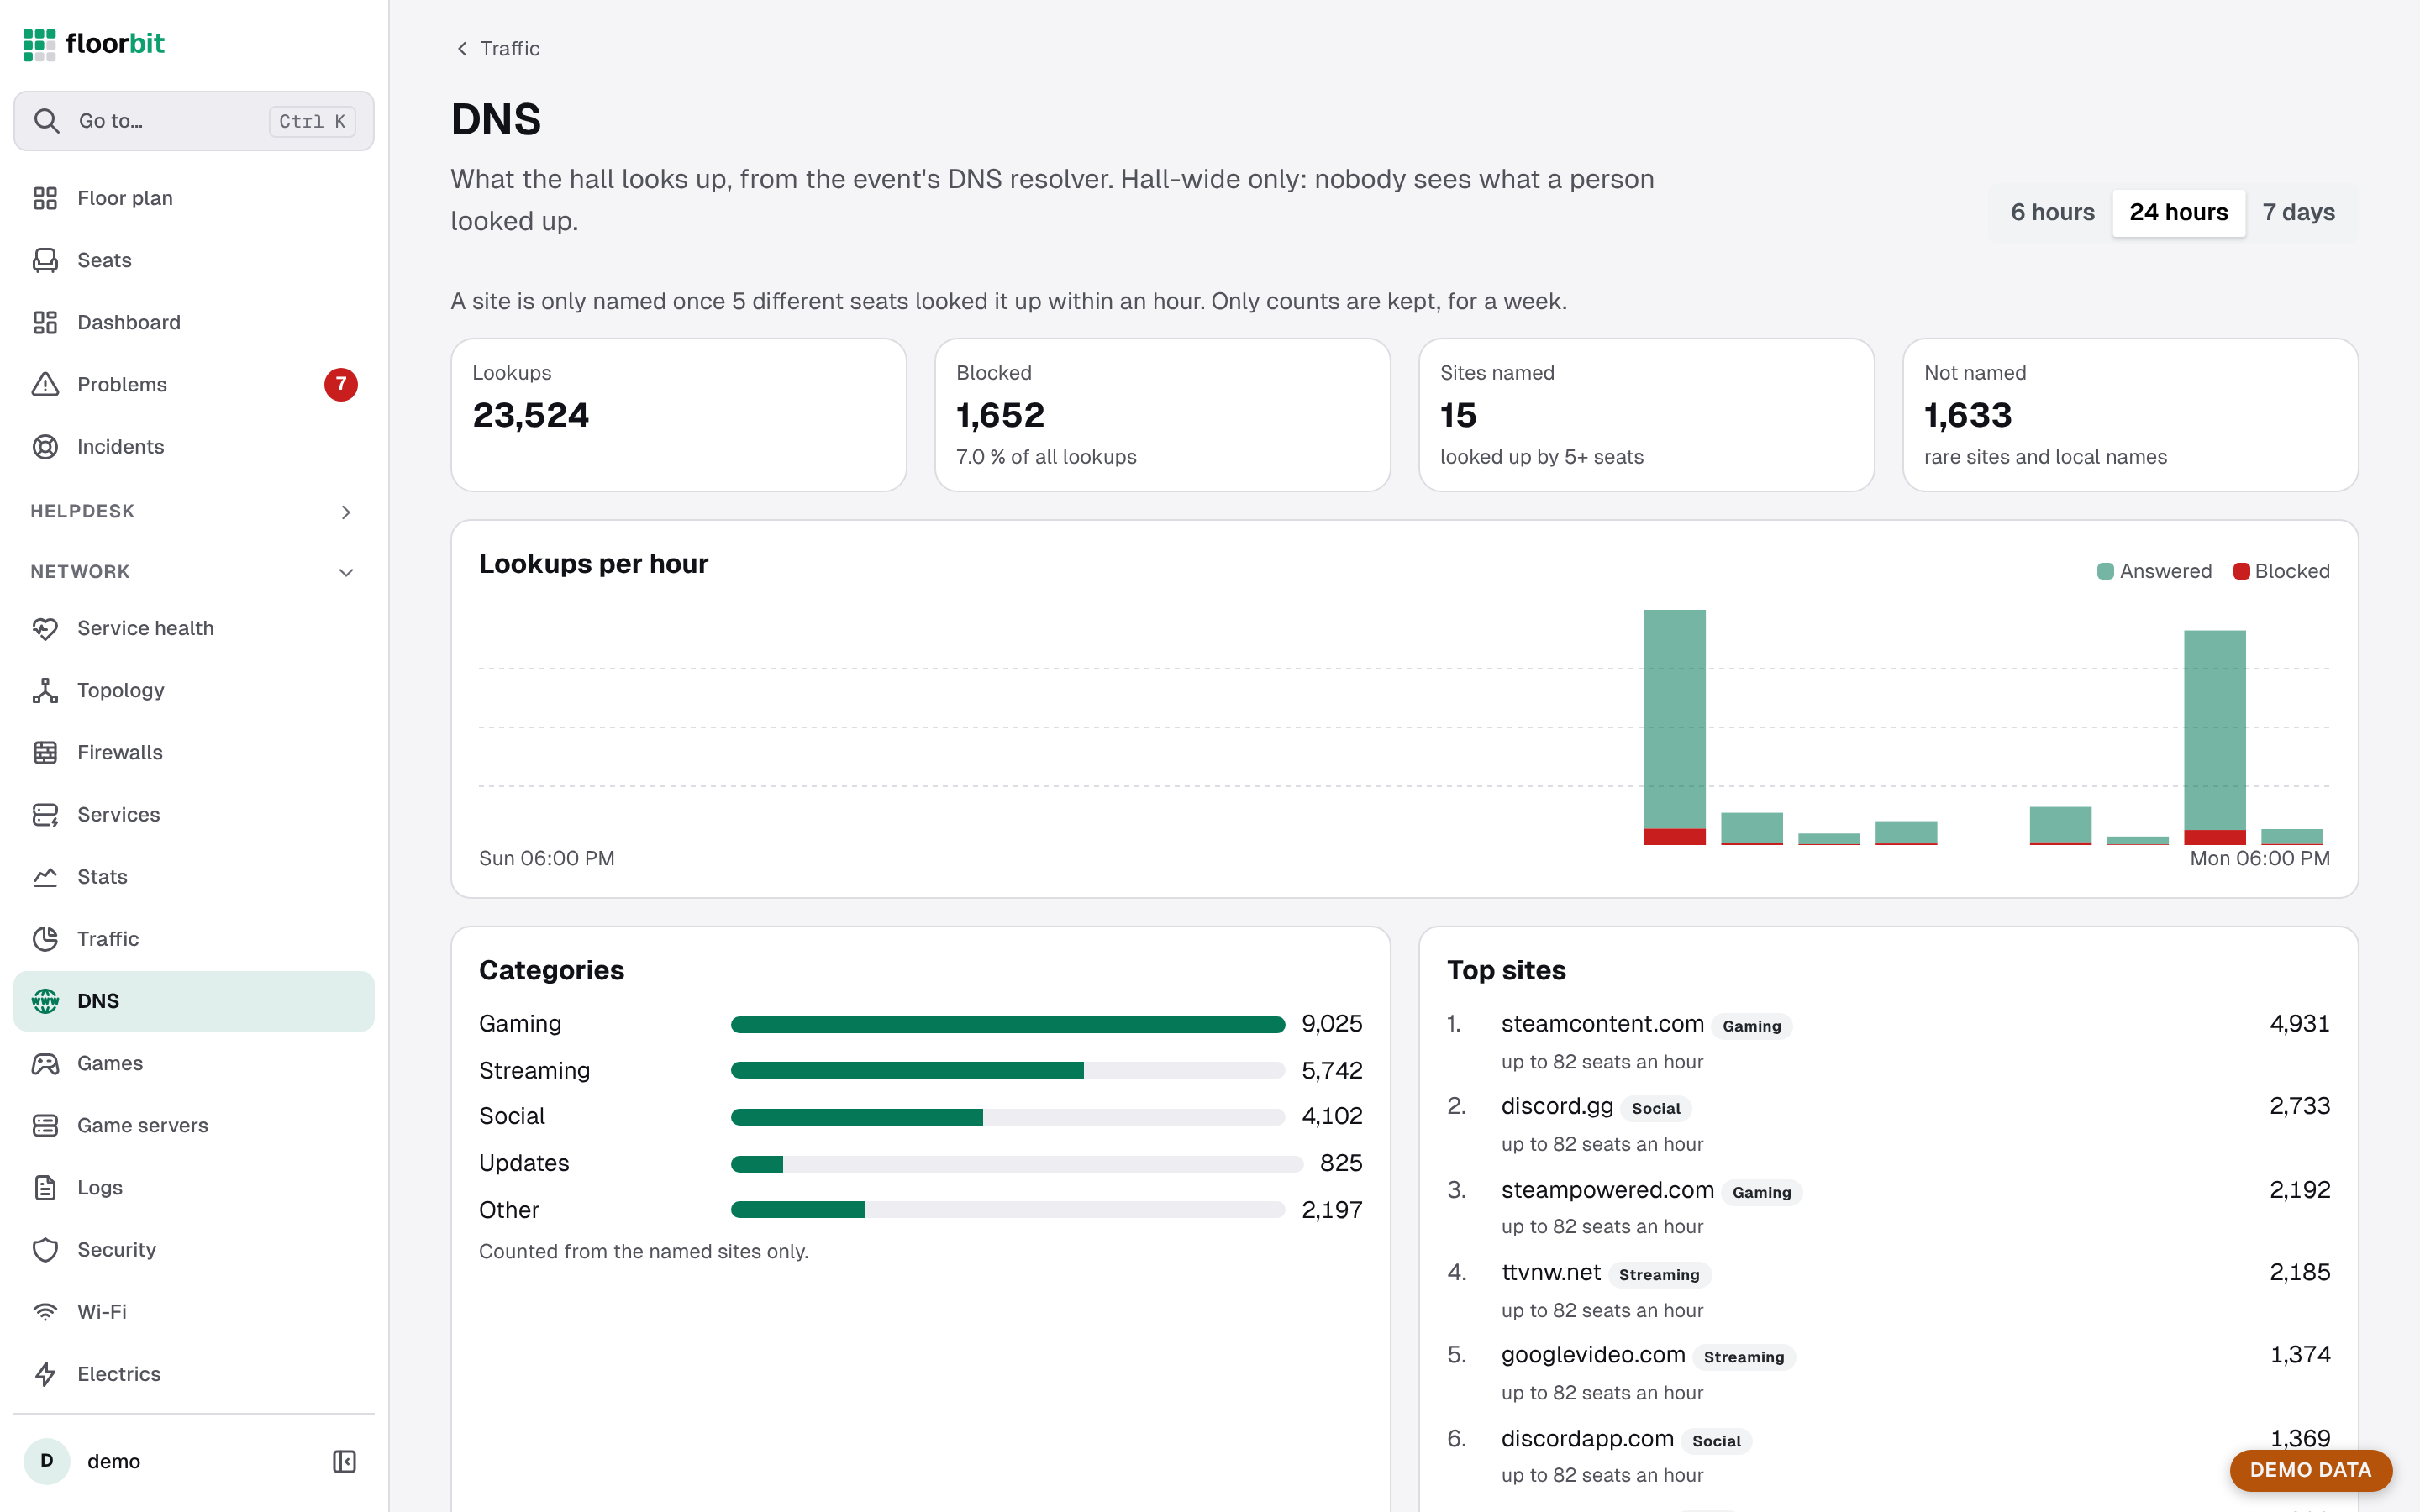 floorbit
Go to... Ctrl K
Floor plan
Seats
Dashboard
Problems 7
Incidents
HELPDESK
NETWORK
Service health
Topology
Firewalls
Services
Stats
Traffic
DNS
Games
Game servers
Logs
Security
Wi-Fi
Electrics
D demo
Traffic
DNS
What the hall looks up, from the event's DNS resolver. Hall-wide only: nobody sees what a person
looked up.
6 hours 24 hours 7 days
A site is only named once 5 different seats looked it up within an hour. Only counts are kept, for a week.
Lookups
23,524
Blocked
1,652
7.0 % of all lookups
Sites named
15
looked up by 5+ seats
Not named
1,633
rare sites and local names
Lookups per hour
Answered Blocked
Sun 06:00 PM Mon 06:00 PM
Categories
Gaming 9,025
Streaming 5,742
Social 4,102
Updates 825
Other 2,197
Counted from the named sites only.
Top sites
1. steamcontent.com Gaming 4,931
up to 82 seats an hour
2. discord.gg Social 2,733
up to 82 seats an hour
3. steampowered.com Gaming 2,192
up to 82 seats an hour
4. ttvnw.net Streaming 2,185
up to 82 seats an hour
5. googlevideo.com Streaming 1,374
up to 82 seats an hour
6. discordapp.com Social 1,369
up to 82 seats an hour
DEMO DATA